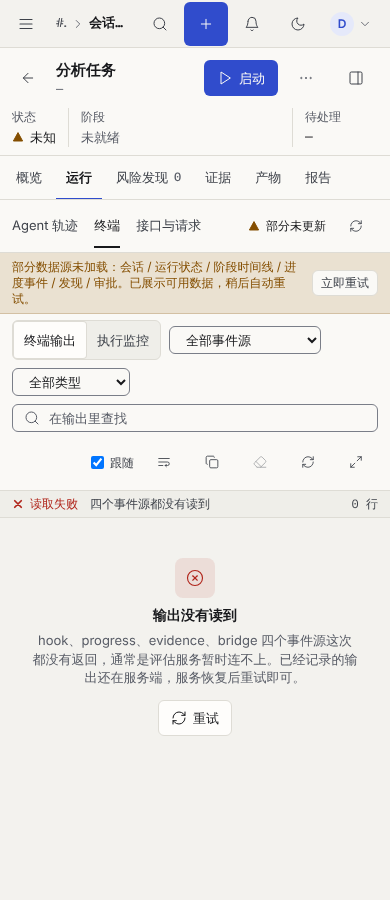 #.
会话…
D
分析任务
—
启动
状态
阶段
待处理
未知
未就绪
—
概览 运行 风险发现 0 证据 产物 报告
Agent 轨迹 终端 接口与请求 部分未更新
部分数据源未加载：会话 / 运行状态 / 阶段时间线 / 进
度事件 / 发现 / 审批。已展示可用数据，稍后自动重
试。
立即重试
终端输出 执行监控 全部事件源
全部类型
在输出里查找
跟随
读取失败 四个事件源都没有读到 0 行
输出没有读到
hook、progress、evidence、bridge 四个事件源这次
都没有返回，通常是评估服务暂时连不上。已经记录的输
出还在服务端，服务恢复后重试即可。
重试